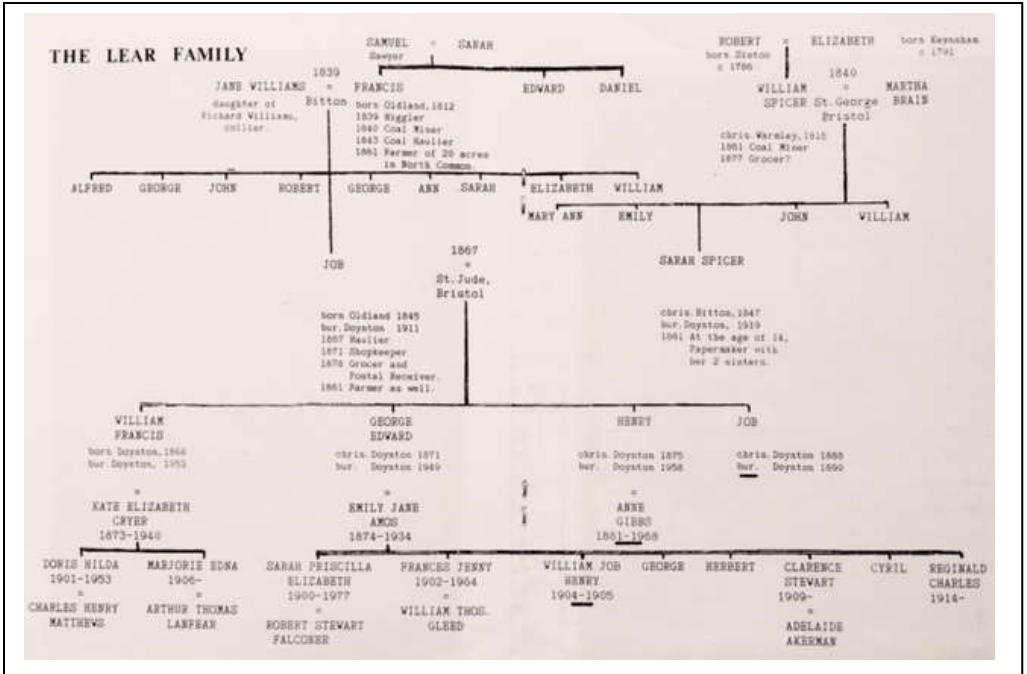 THE LEAR FAMILY
SAMUEL = SARAH
Sawyer
ROBERT = ELIZABETH
born Siston
c 1786
born Keynsham
c 1791
1839
JANE WILLIAMS = FRANCIS
Bitton
daughter of
Richard Williams,
collier.
born Oldland, 1812
1839 Higgler
1840 Coal Miner
1843 Coal Haulier
1861 Farmer of 20 acres
in North Common.
EDWARD DANIEL
1840
WILLIAM = MARTHA
SPICER St.George BRAIN
Bristol
chris. Warmley, 1815
1861 Coal Miner
1877 Grocer?
ALFRED GEORGE JOHN ROBERT GEORGE ANN SARAH ELIZABETH WILLIAM
MARY ANN EMILY JOHN WILLIAM
JOB
1867
=
St.Jude,
Bristol
SARAH SPICER
born Oldland 1845
bur. Doynton 1911
1867 Haulier
1871 Shopkeeper
1876 Grocer and
Postal Receiver.
1881 Farmer as well.
chris. Bitton, 1847
bur. Doynton, 1919
1861 At the age of 14,
Papermaker with
her 2 sisters.
WILLIAM
FRANCIS
GEORGE
EDWARD
HENRY
JOB
born Doynton,
bur. Doynton,
chris. Doynton 1871
bur. Doynton 1949
chris. Doynton 1875
bur. Doynton 1958
chris. Doynton 1888
bur. Doynton 1890
=
KATE ELIZABETH
CRYER
1873-1940
=
EMILY JANE
AMOS
1874-1934
=
ANNE
GIBBS
1881-1968
DORIS HILDA
1901-1953
=
CHARLES HENRY
MATTHEWS
MARJORIE EDNA
1906-
=
ARTHUR THOMAS
LANFEAR
SARAH PRISCILLA
ELIZABETH
1900-1977
=
ROBERT STEWART
FALCONER
FRANCES JENNY
1902-1964
=
WILLIAM THOS.
GLEED
WILLIAM JOB
HENRY
1904-1905
GEORGE
HERBERT
CLARENCE
STEWART
1909-
=
ADELAIDE
AKERMAN
CYRIL
REGINALD
CHARLES
1914-